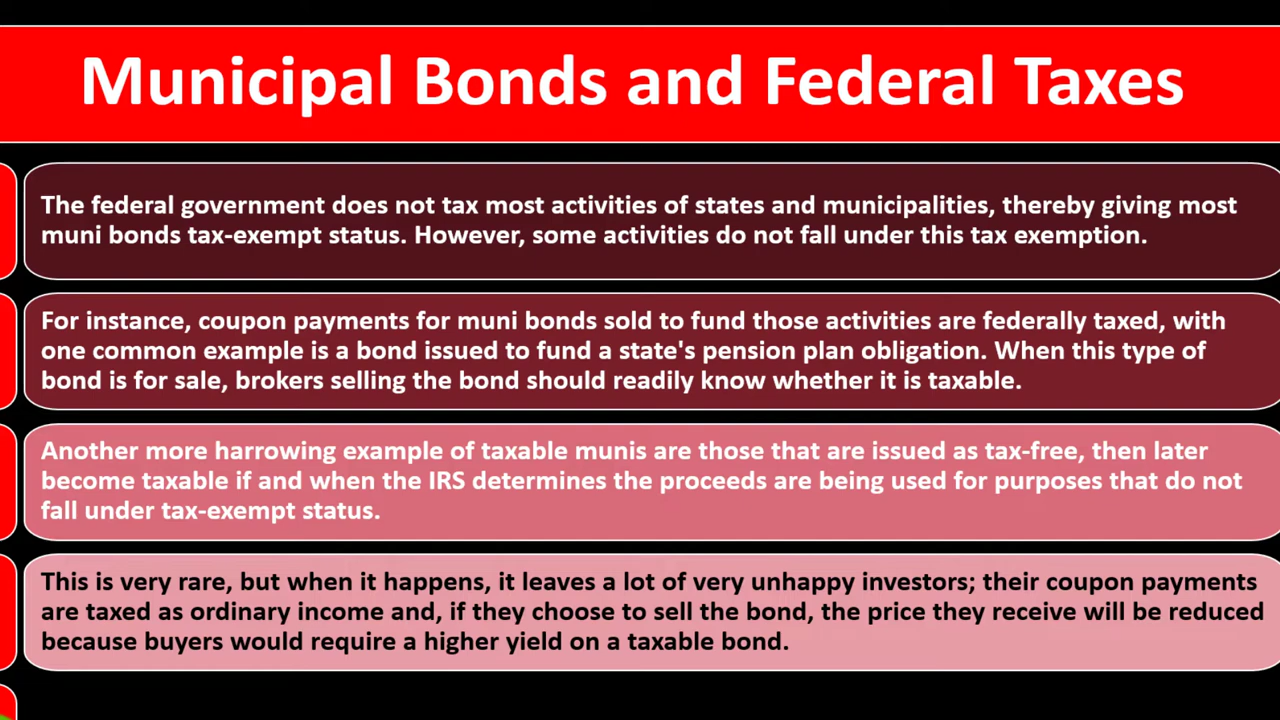 Municipal Bonds and Federal Taxes
The federal government does not tax most activities of states and municipalities, thereby giving most
muni bonds tax-exempt status. However, some activities do not fall under this tax exemption.
For instance, coupon payments for muni bonds sold to fund those activities are federally taxed, with
one common example is a bond issued to fund a state's pension plan obligation. When this type of
bond is for sale, brokers selling the bond should readily know whether it is taxable.
Another more harrowing example of taxable munis are those that are issued as tax-free, then later
become taxable if and when the IRS determines the proceeds are being used for purposes that do not
fall under tax-exempt status.
This is very rare, but when it happens, it leaves a lot of very unhappy investors; their coupon payments
are taxed as ordinary income and, if they choose to sell the bond, the price they receive will be reduced
because buyers would require a higher yield on a taxable bond.